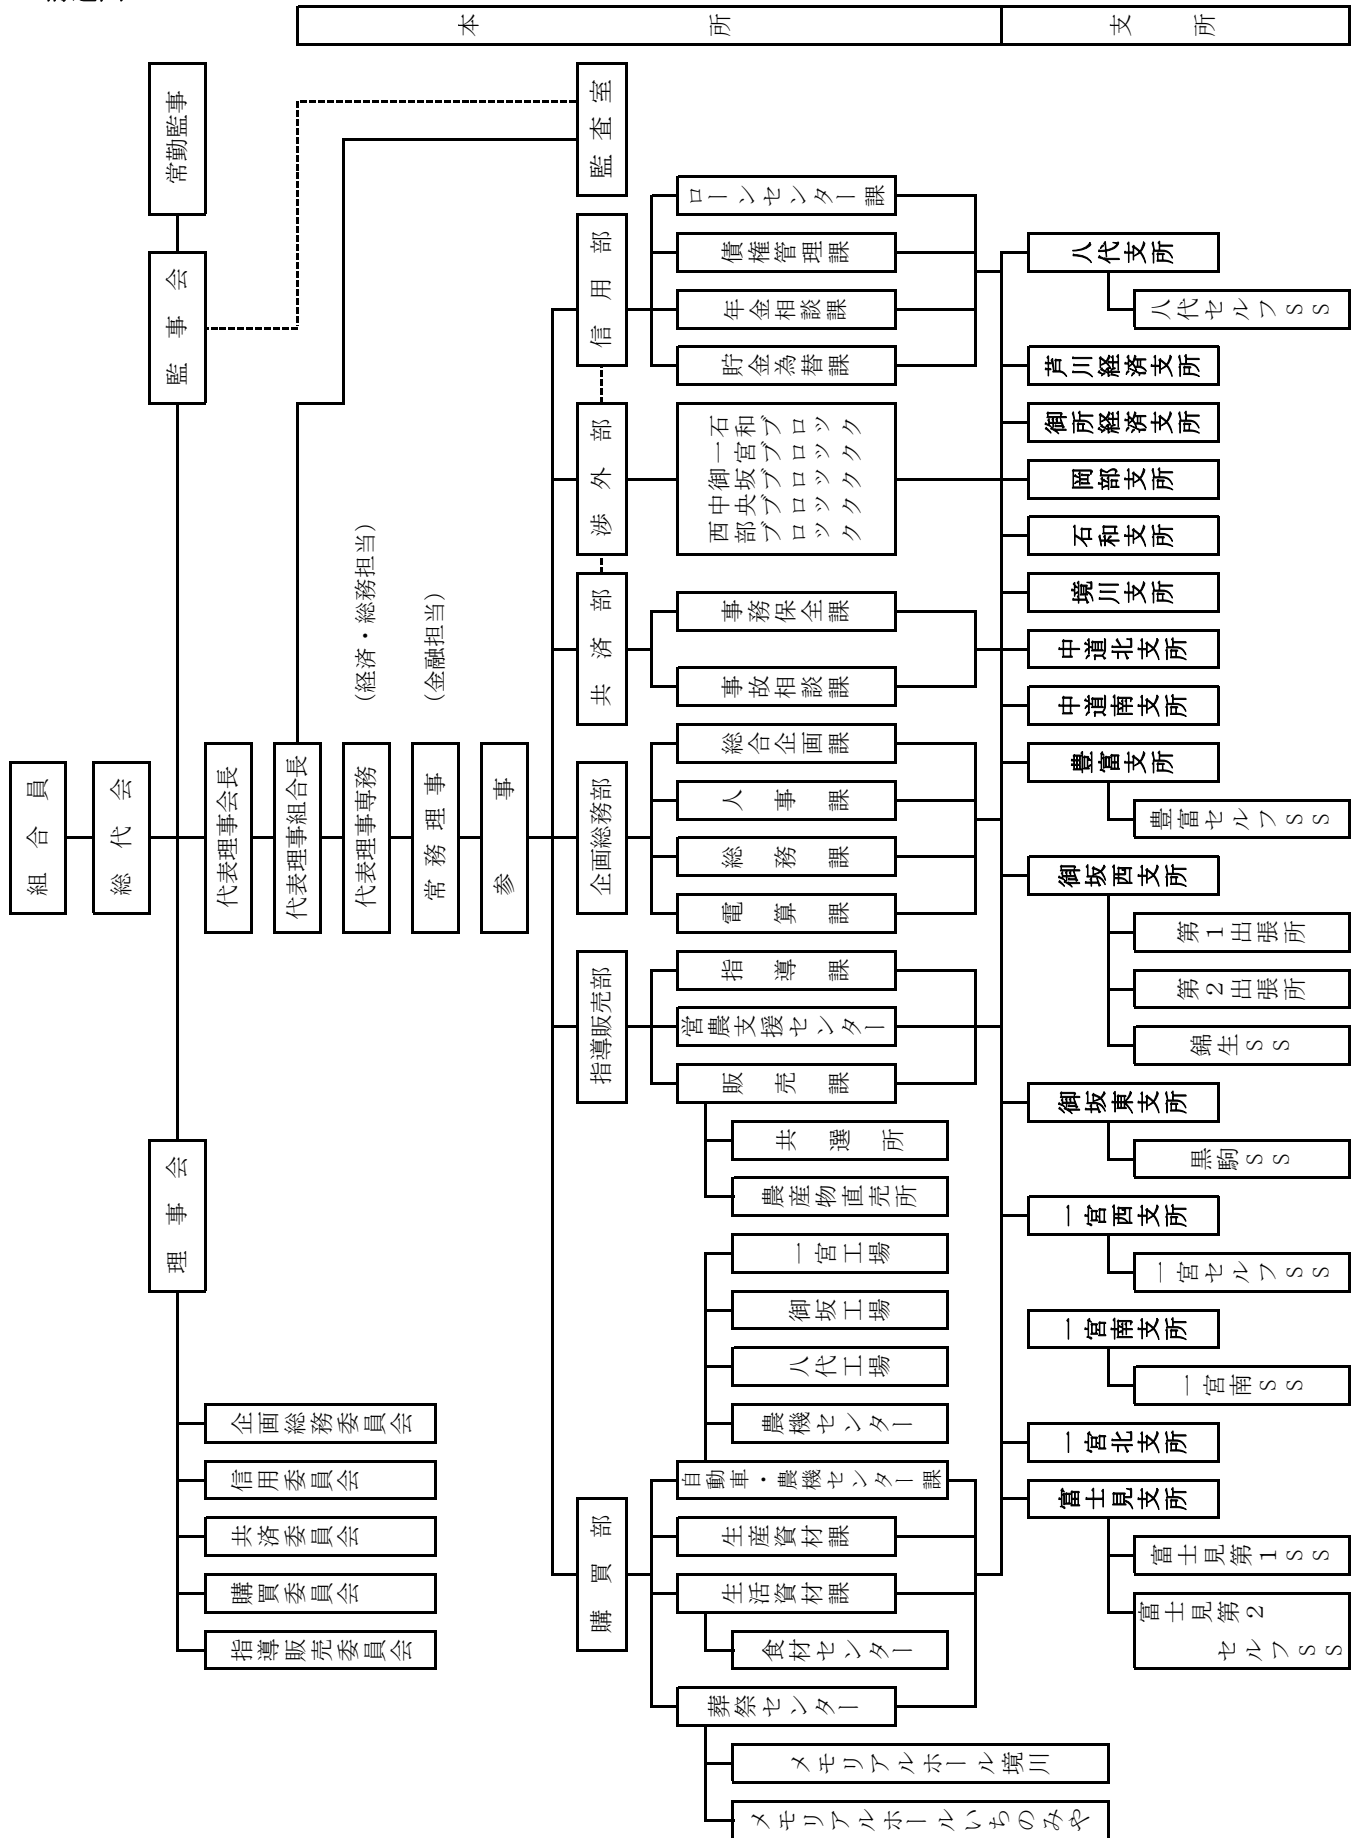 組合員
総代会
理事会
監事会
常勤監事
企画総務委員会
信用委員会
共済委員会
購買委員会
指導販売委員会
代表理事会長
代表理事組合長
代表理事専務
(経済・総務担当)
常務理事
(金融担当)
参事
本所
監査室
購買部
指導販売部
企画総務部
共済部
渉外部
信用部
葬祭センター
メモリアルホールいちのみや
メモリアルホール境川
生活資材課
食材センター
生産資材課
自動車・農機センター課
農機センター
八代工場
御坂工場
一宮工場
販売課
農産物直売所
共選所
営農支援センター
指導課
電算課
総務課
人事課
総合企画課
事故相談課
事務保全課
石和ブロック
一宮ブロック
御坂ブロック
中央ブロック
西部ブロック
貯金為替課
年金相談課
債権管理課
ローンセンター課
支所
富士見支所
富士見第2
セルフSS
富士見第1SS
一宮北支所
一宮南支所
一宮南SS
一宮西支所
一宮セルフSS
御坂東支所
黒駒SS
御坂西支所
錦生SS
第2出張所
第1出張所
豊富支所
豊富セルフSS
中道南支所
中道北支所
境川支所
石和支所
岡部支所
御所経済支所
芦川経済支所
八代支所
八代セルフSS